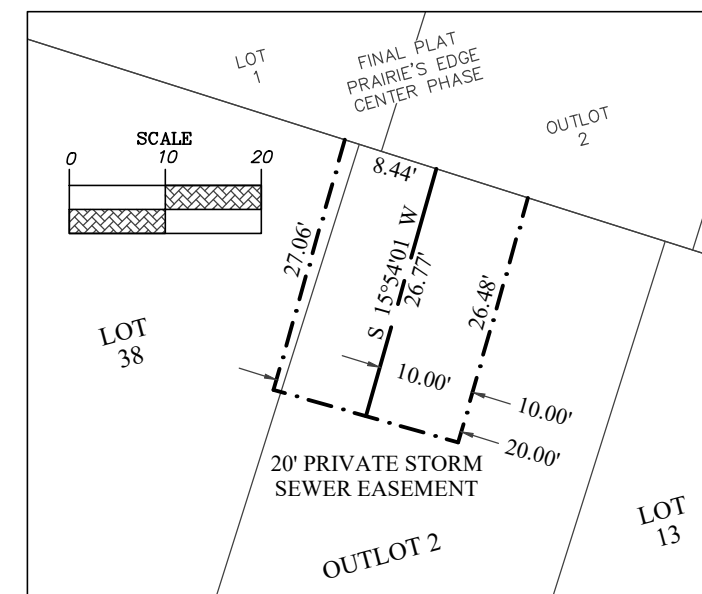 LOT
1
FINAL PLAT
PRAIRIE'S EDGE
CENTER PHASE
OUTLOT
2
SCALE
0 10 20
8.44'
27.06'
S 15°54'01 W
26.77'
26.48'
LOT
38
10.00'
10.00'
20.00'
20' PRIVATE STORM
SEWER EASEMENT
OUTLOT 2
LOT
13